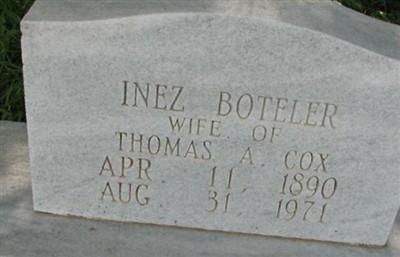 INEZ BOTELER
WIFE OF
THOMAS A. COX
APR. 11, 1890
AUG. 31, 1971